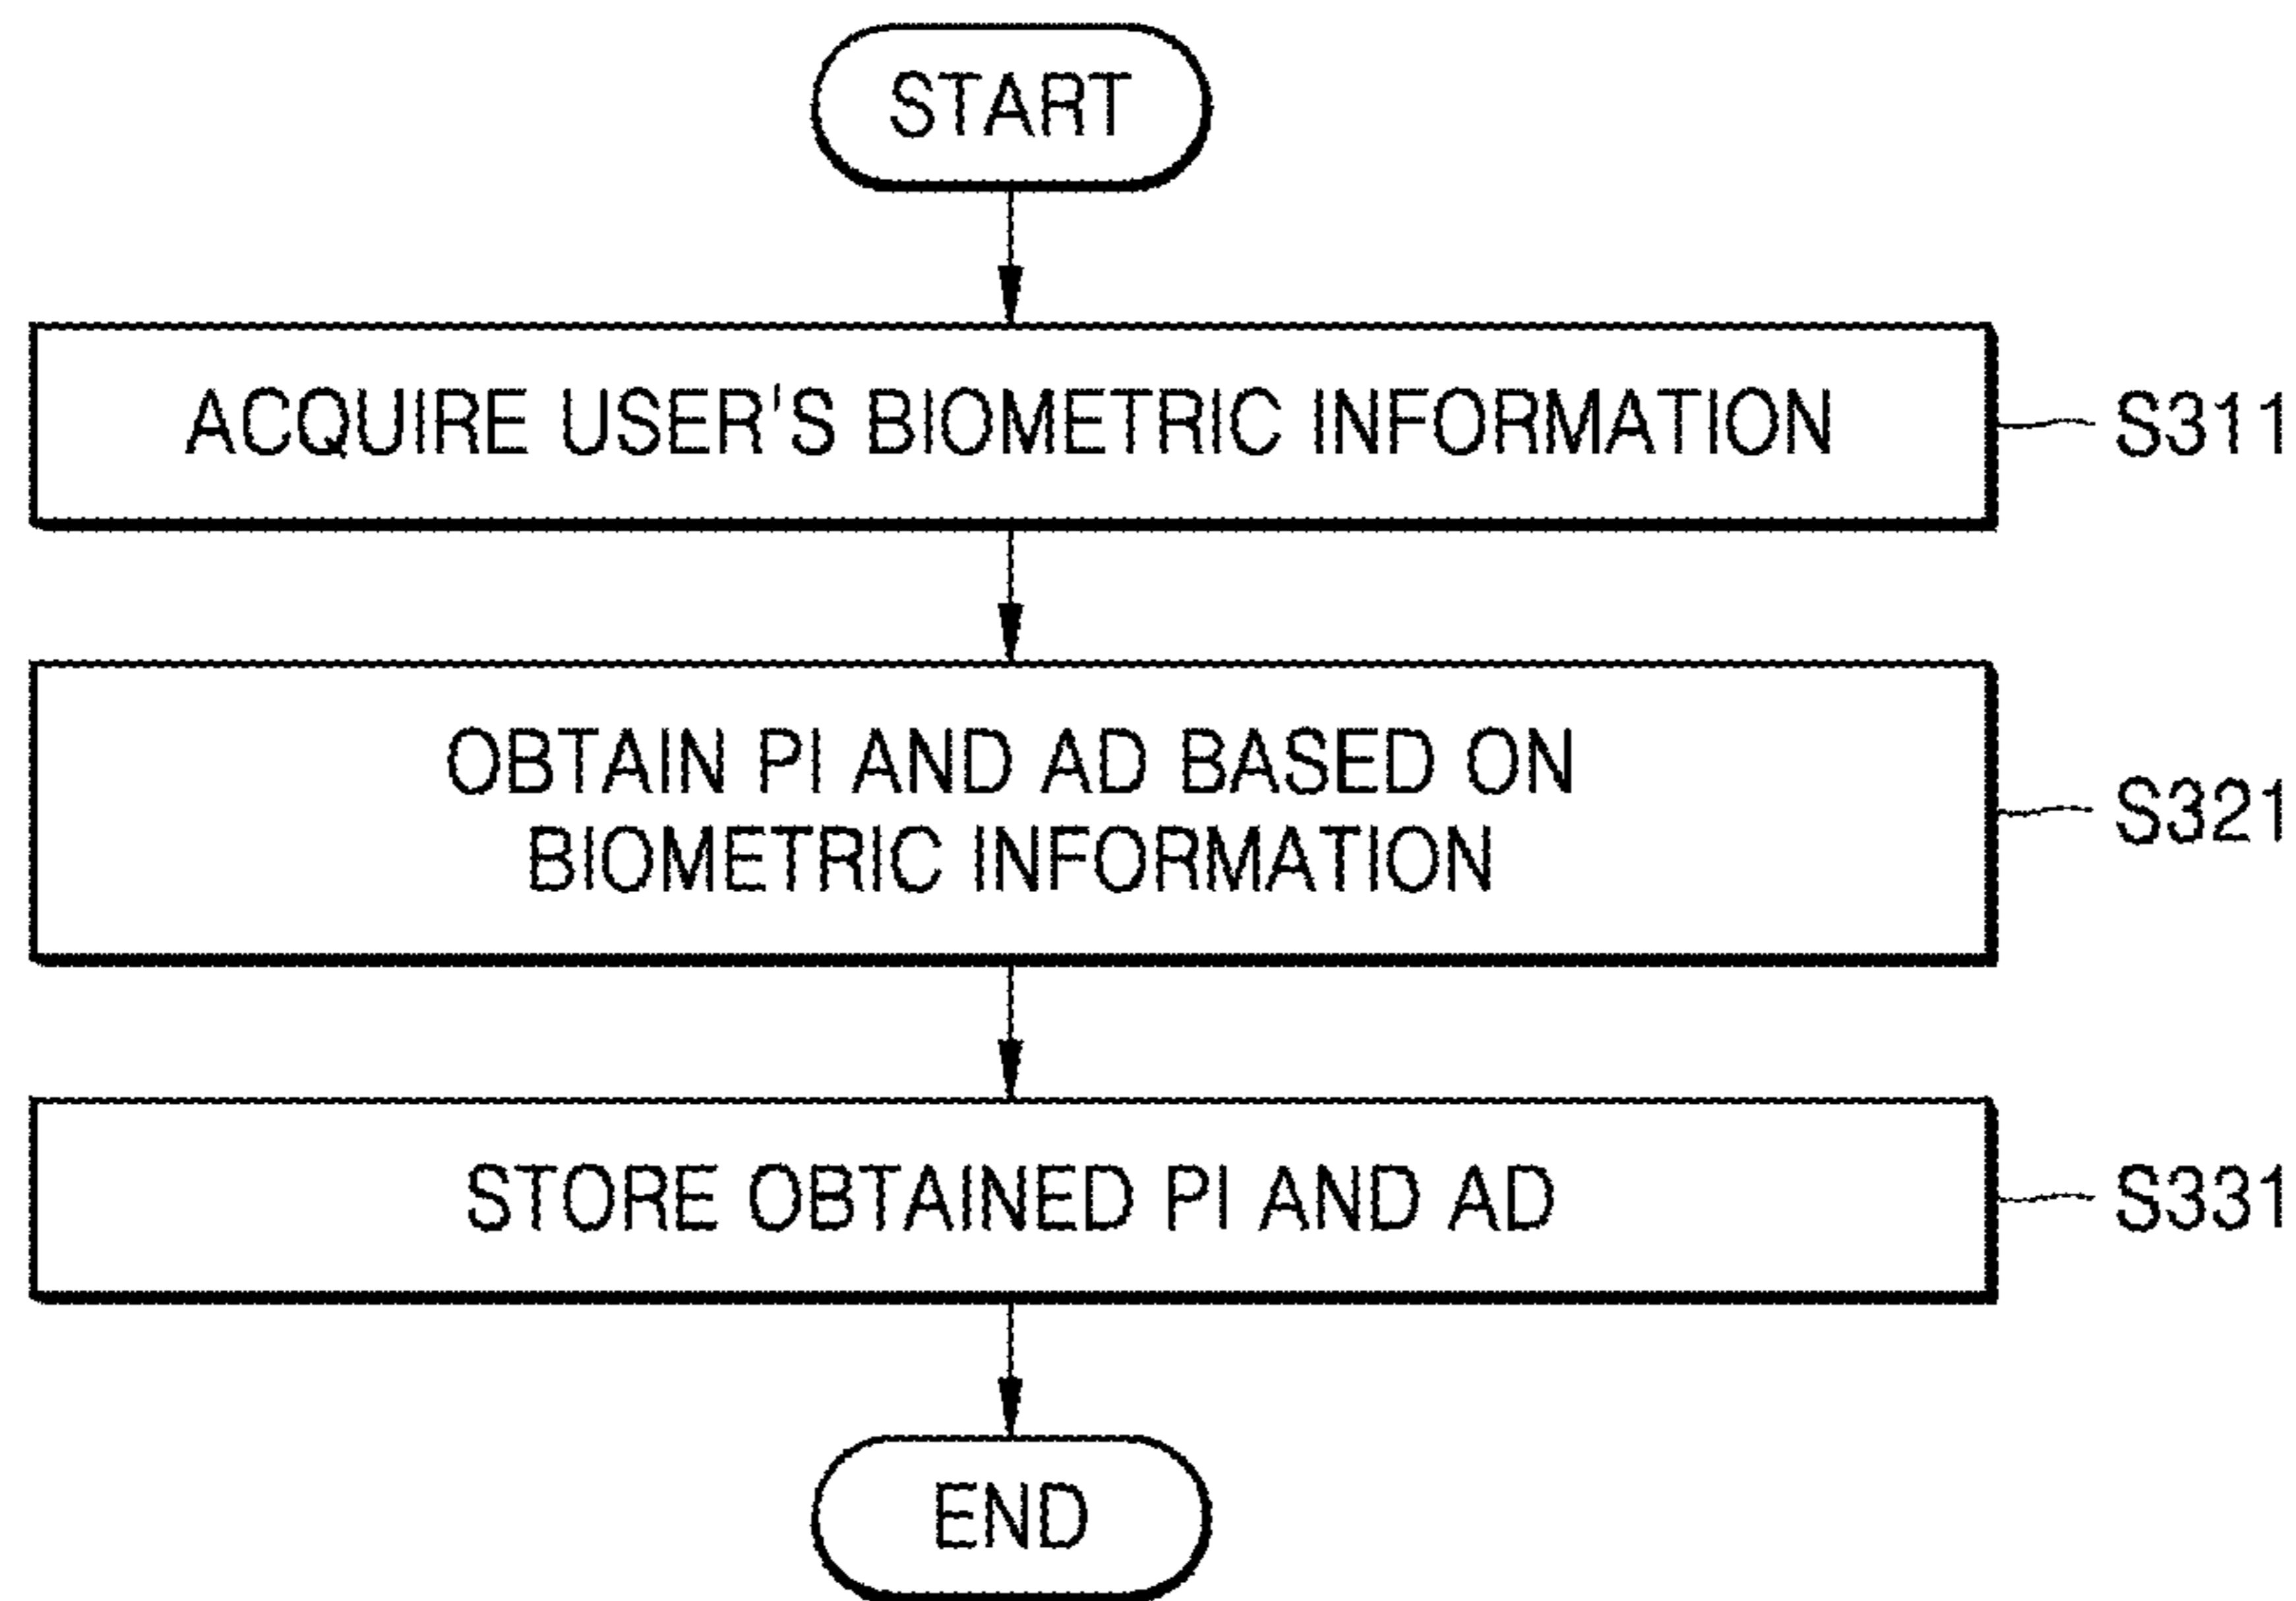 START
ACQUIRE USER'S BIOMETRIC INFORMATION
S311
OBTAIN PI AND AD BASED ON
BIOMETRIC INFORMATION
S321
STORE OBTAINED PI AND AD
S331
END